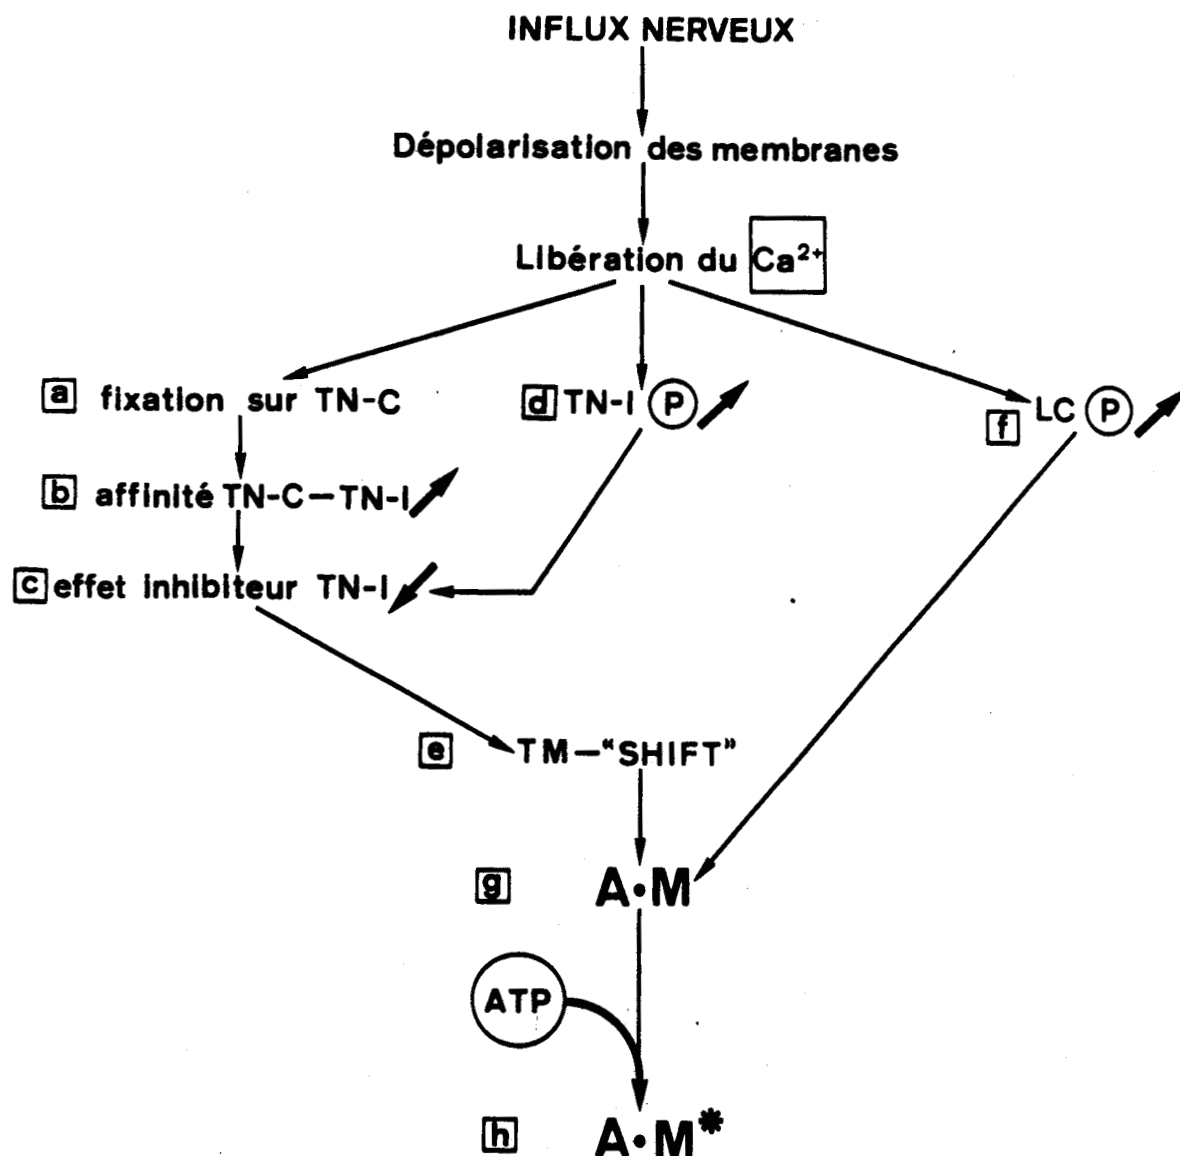 INFLUX NERVEUX
Dépolarisation des membranes
Libération du Ca²⁺
a fixation sur TN-C
d TN-I P
f LC P
b affinité TN-C—TN-I
c effet inhibiteur TN-I
e TM—“SHIFT”
g A•M
ATP
h A•M*